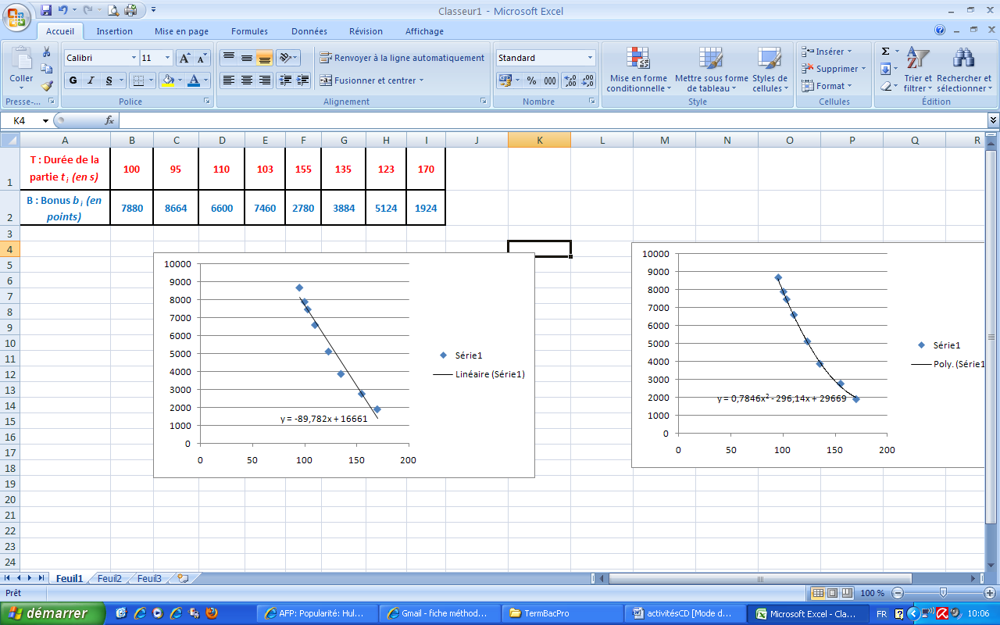 Classeur1 - Microsoft Excel
Accueil Insertion Mise en page Formules Données Révision Affichage
Coller
Presse-...
Calibri 11
G I S
Police
Renvoyer à la ligne automatiquement
Fusionner et centrer
Alignement
Standard
% 000
Nombre
Mise en forme conditionnelle
Mettre sous forme de tableau
Styles de cellules
Style
Insérer
Supprimer
Format
Cellules
Σ
Trier et filtrer
Rechercher et sélectionner
Édition
K4
fx
A B C D E F G H I J K L M N O P Q R
1
T : Durée de la partie t i (en s) 100 95 110 103 155 135 123 170
2
B : Bonus b i (en points) 7880 8664 6600 7460 2780 3884 5124 1924
3
4
5
6
7
8
9
10
11
12
13
14
15
16
17
18
19
20
21
22
23
24
10000
9000
8000
7000
6000
5000
4000
3000
2000
1000
0
0 50 100 150 200
y = -89,782x + 16661
Série1
Linéaire (Série1)
10000
9000
8000
7000
6000
5000
4000
3000
2000
1000
0
0 50 100 150 200
y = 0,7846x² - 296,14x + 29669
Série1
Poly. (Série1
Feuil1 Feuil2 Feuil3
Prêt
100 %
démarrer
AFP: Popularité: Hul...
Gmail - fiche méthod...
TermBacPro
activitésCD [Mode d...
Microsoft Excel - Cla...
FR
10:06